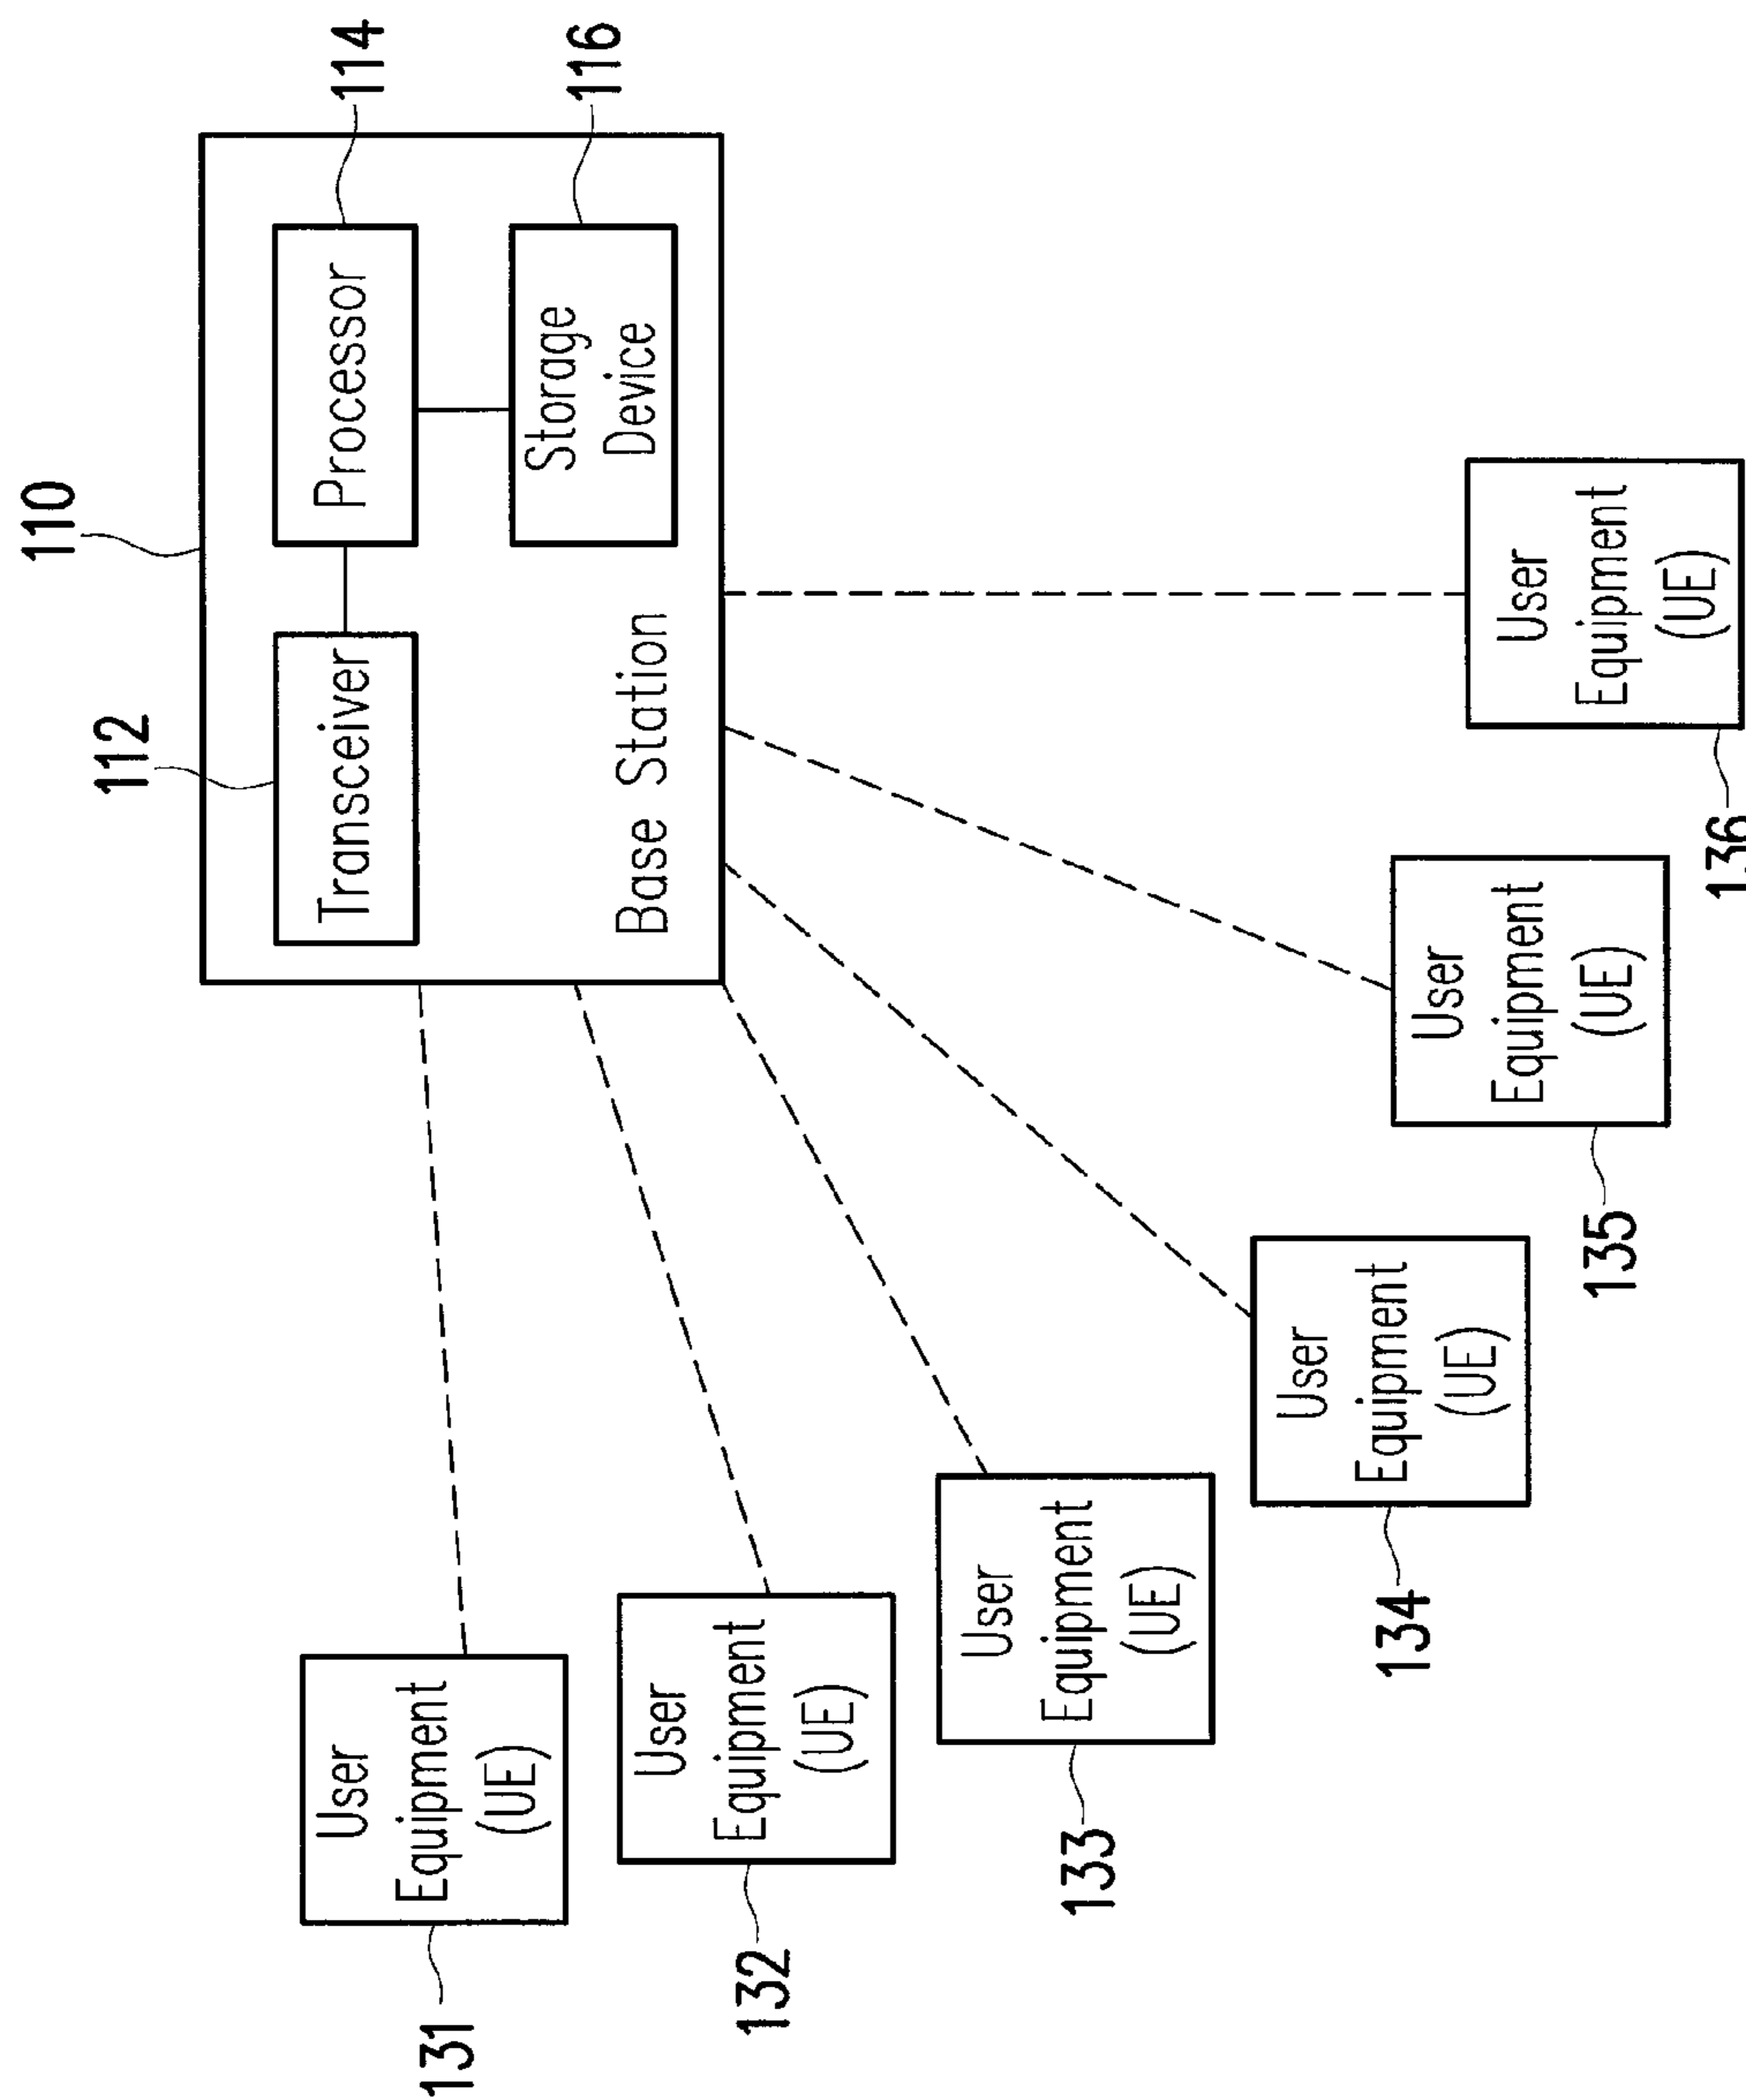 110
112
Transceiver
Processor
114
Storage
Device
116
Base Station
User
Equipment
(UE)
131
User
Equipment
(UE)
132
User
Equipment
(UE)
133
User
Equipment
(UE)
134
User
Equipment
(UE)
135
User
Equipment
(UE)
136